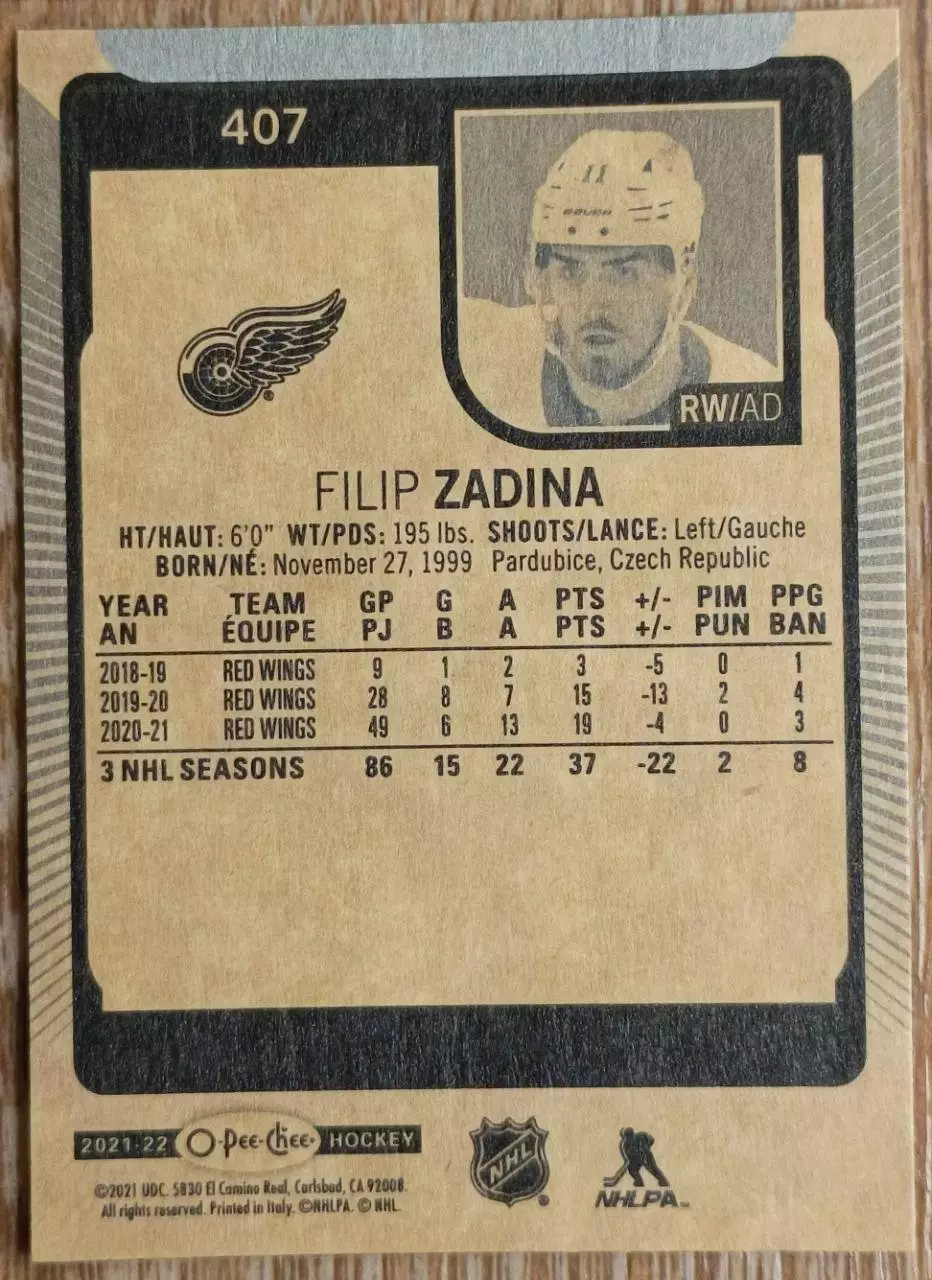 407
11
BAUER
RW/AD
FILIP ZADINA
HT/HAUT: 6'0" WT/PDS: 195 lbs. SHOOTS/LANCE: Left/Gauche
BORN/NÉ: November 27, 1999 Pardubice, Czech Republic
YEAR TEAM GP G A PTS +/- PIM PPG
AN ÉQUIPE PJ B A PTS +/- PUN BAN
2018-19 RED WINGS 9 1 2 3 -5 0 1
2019-20 RED WINGS 28 8 7 15 -13 2 4
2020-21 RED WINGS 49 6 13 19 -4 0 3
3 NHL SEASONS 86 15 22 37 -22 2 8
2021-22 O-Pee-Chee HOCKEY
NHL
NHLPA
©2021 UDC. 5830 El Camino Real, Carlsbad, CA 92008.
All rights reserved. Printed in Italy. ©NHLPA. © NHL.